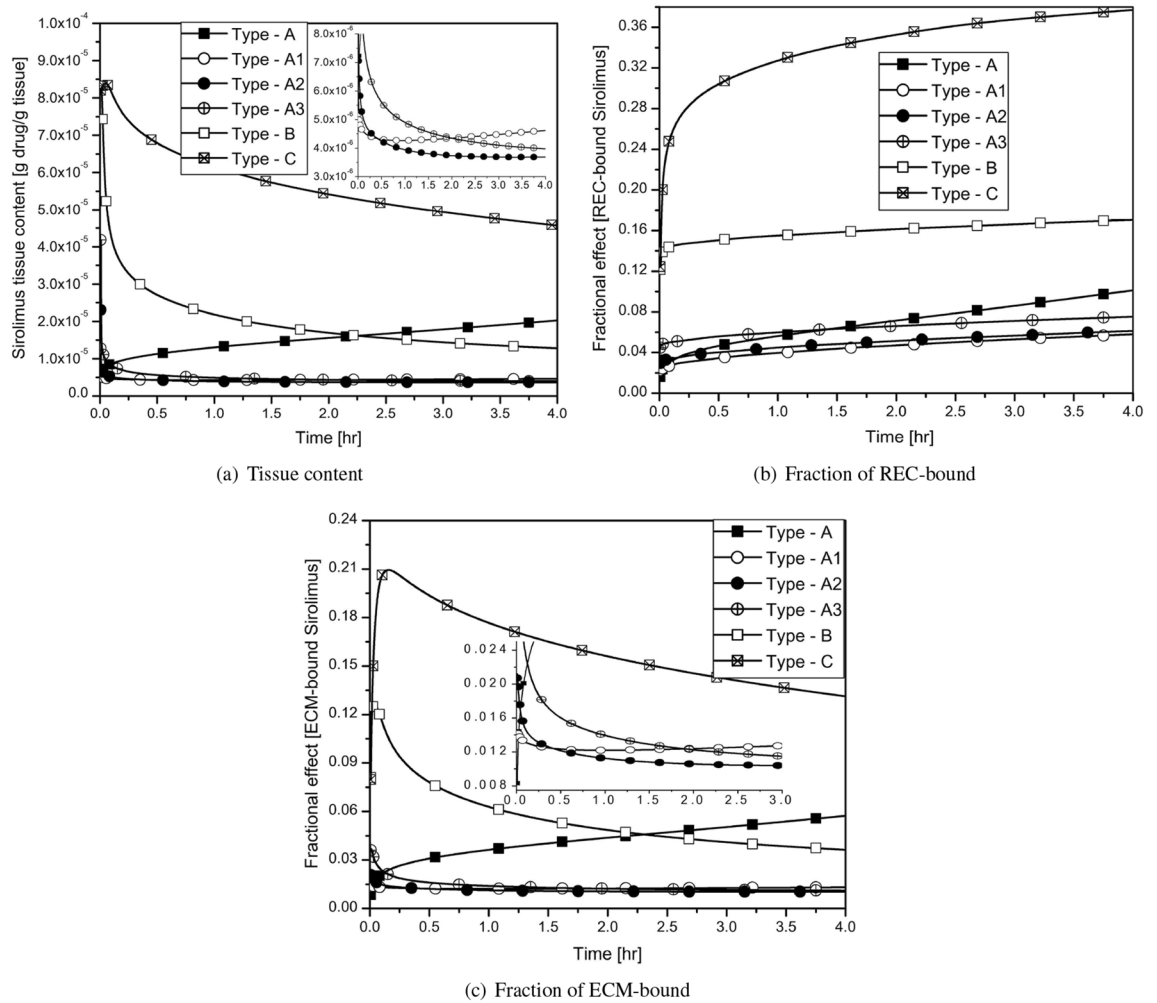 Sirolimus tissue content [g drug/g tissue]
1.0x10⁻⁴
9.0x10⁻⁵
8.0x10⁻⁵
7.0x10⁻⁵
6.0x10⁻⁵
5.0x10⁻⁵
4.0x10⁻⁵
3.0x10⁻⁵
2.0x10⁻⁵
1.0x10⁻⁵
0.0
0.0 0.5 1.0 1.5 2.0 2.5 3.0 3.5 4.0
Time [hr]
Type - A
Type - A1
Type - A2
Type - A3
Type - B
Type - C
8.0x10⁻⁶
7.0x10⁻⁶
6.0x10⁻⁶
5.0x10⁻⁶
4.0x10⁻⁶
3.0x10⁻⁶
0.0 0.5 1.0 1.5 2.0 2.5 3.0 3.5 4.0
(a) Tissue content
Fractional effect [REC-bound Sirolimus]
0.36
0.32
0.28
0.24
0.20
0.16
0.12
0.08
0.04
0.00
0.0 0.5 1.0 1.5 2.0 2.5 3.0 3.5 4.0
Time [hr]
Type - A
Type - A1
Type - A2
Type - A3
Type - B
Type - C
(b) Fraction of REC-bound
Fractional effect [ECM-bound Sirolimus]
0.24
0.21
0.18
0.15
0.12
0.09
0.06
0.03
0.00
0.0 0.5 1.0 1.5 2.0 2.5 3.0 3.5 4.0
Time [hr]
Type - A
Type - A1
Type - A2
Type - A3
Type - B
Type - C
0.024
0.020
0.016
0.012
0.008
0.0 0.5 1.0 1.5 2.0 2.5 3.0
(c) Fraction of ECM-bound